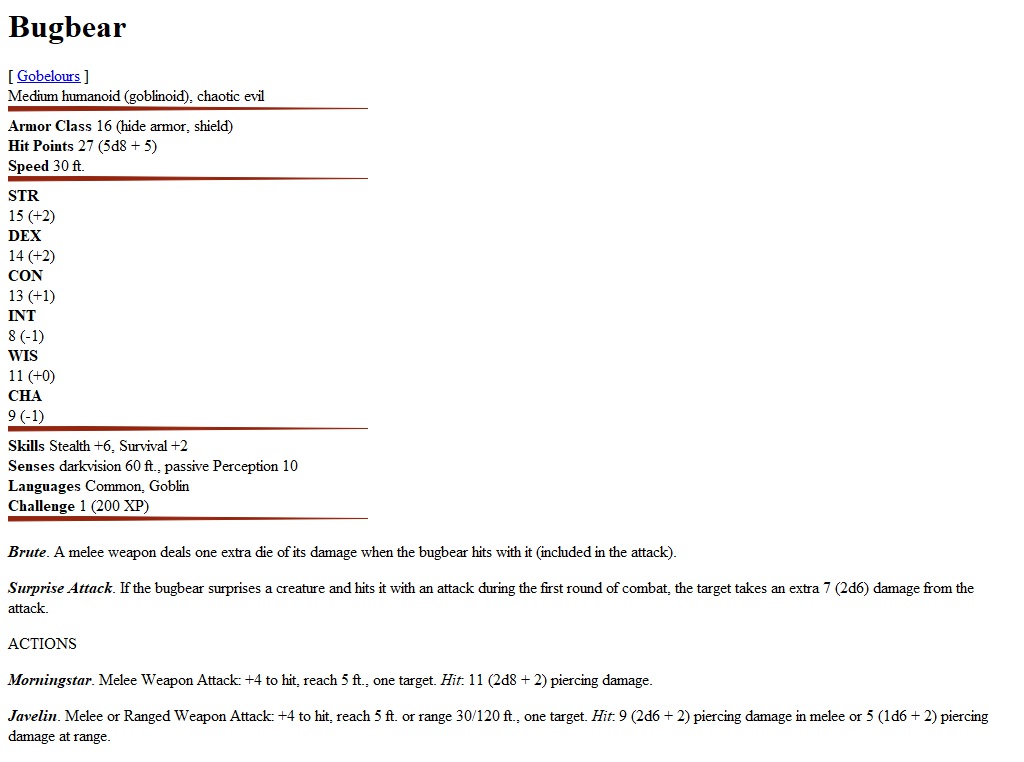 Bugbear
[ Gobelours ]
Medium humanoid (goblinoid), chaotic evil
Armor Class 16 (hide armor, shield)
Hit Points 27 (5d8 + 5)
Speed 30 ft.
STR
15 (+2)
DEX
14 (+2)
CON
13 (+1)
INT
8 (-1)
WIS
11 (+0)
CHA
9 (-1)
Skills Stealth +6, Survival +2
Senses darkvision 60 ft., passive Perception 10
Languages Common, Goblin
Challenge 1 (200 XP)
Brute. A melee weapon deals one extra die of its damage when the bugbear hits with it (included in the attack).
Surprise Attack. If the bugbear surprises a creature and hits it with an attack during the first round of combat, the target takes an extra 7 (2d6) damage from the
attack.
ACTIONS
Morningstar. Melee Weapon Attack: +4 to hit, reach 5 ft., one target. Hit: 11 (2d8 + 2) piercing damage.
Javelin. Melee or Ranged Weapon Attack: +4 to hit, reach 5 ft. or range 30/120 ft., one target. Hit: 9 (2d6 + 2) piercing damage in melee or 5 (1d6 + 2) piercing
damage at range.